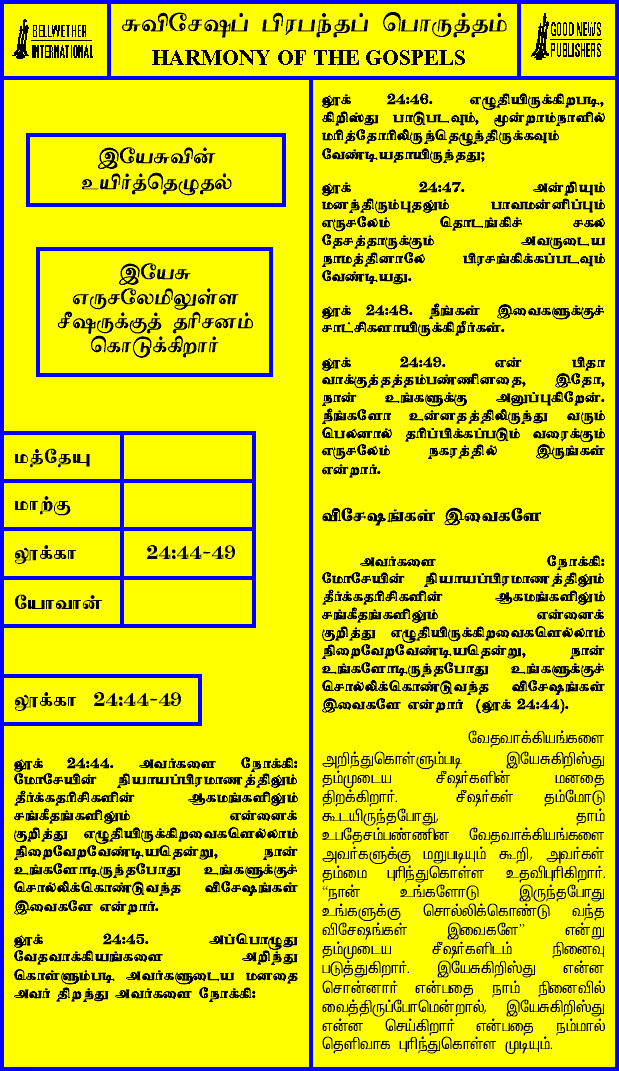 BELLWETHER
INTERNATIONAL
சுவிசேஷப் பிரபந்தப் பொருத்தம்
HARMONY OF THE GOSPELS
GOOD NEWS
PUBLISHERS
இயேசுவின்
உயிர்த்தெழுதல்
இயேசு
எருசலேமிலுள்ள
சீஷருக்குத் தரிசனம்
கொடுக்கிறார்
மத்தேயு
மாற்கு
லூக்கா 24:44-49
யோவான்
லூக்கா 24:44-49
லூக் 24:44. அவர்களை நோக்கி:
மோசேயின் நியாயப்பிரமாணத்திலும்
தீர்க்கதரிசிகளின் ஆகமங்களிலும்
சங்கீதங்களிலும் என்னைக்
குறித்து எழுதியிருக்கிறவைகளெல்லாம்
நிறைவேறவேண்டியதென்று, நான்
உங்களோடிருந்தபோது உங்களுக்குச்
சொல்லிக்கொண்டுவந்த விசேஷங்கள்
இவைகளே என்றார்.
லூக் 24:45. அப்பொழுது
வேதவாக்கியங்களை அறிந்து
கொள்ளும்படி அவர்களுடைய மனதை
அவர் திறந்து அவர்களை நோக்கி:
லூக் 24:46. எழுதியிருக்கிறபடி,
கிறிஸ்து பாடுபடவும், மூன்றாம்நாளில்
மரித்தோரிலிருந்தெழுந்திருக்கவும்
வேண்டியதாயிருந்தது;
லூக் 24:47. அன்றியும்
மனந்திரும்புதலும் பாவமன்னிப்பும்
எருசலேம் தொடங்கிச் சகல
தேசத்தாருக்கும் அவருடைய
நாமத்தினாலே பிரசங்கிக்கப்படவும்
வேண்டியது.
லூக் 24:48. நீங்கள் இவைகளுக்குச்
சாட்சிகளாயிருக்கிறீர்கள்.
லூக் 24:49. என் பிதா
வாக்குத்தத்தம்பண்ணினதை, இதோ,
நான் உங்களுக்கு அனுப்புகிறேன்.
நீங்களோ உன்னதத்திலிருந்து வரும்
பெலனால் தரிப்பிக்கப்படும் வரைக்கும்
எருசலேம் நகரத்தில் இருங்கள்
என்றார்.
விசேஷங்கள் இவைகளே
அவர்களை நோக்கி:
மோசேயின் நியாயப்பிரமாணத்திலும்
தீர்க்கதரிசிகளின் ஆகமங்களிலும்
சங்கீதங்களிலும் என்னைக்
குறித்து எழுதியிருக்கிறவைகளெல்லாம்
நிறைவேறவேண்டியதென்று, நான்
உங்களோடிருந்தபோது உங்களுக்குச்
சொல்லிக்கொண்டுவந்த விசேஷங்கள்
இவைகளே என்றார் (லூக் 24:44).
வேதவாக்கியங்களை
அறிந்துகொள்ளும்படி இயேசுகிறிஸ்து
தம்முடைய சீஷர்களின் மனதை
திறக்கிறார். சீஷர்கள் தம்மோடு
கூடயிருந்தபோது, தாம்
உபதேசம்பண்ணின வேதவாக்கியங்களை
அவர்களுக்கு மறுபடியும் கூறி, அவர்கள்
தம்மை புரிந்துகொள்ள உதவிபுரிகிறார்.
“நான் உங்களோடு இருந்தபோது
உங்களுக்கு சொல்லிக்கொண்டு வந்த
விசேஷங்கள் இவைகளே” என்று
தம்முடைய சீஷர்களிடம் நினைவு
படுத்துகிறார். இயேசுகிறிஸ்து என்ன
சொன்னார் என்பதை நாம் நினைவில்
வைத்திருப்போமென்றால், இயேசுகிறிஸ்து
என்ன செய்கிறார் என்பதை நம்மால்
தெளிவாக புரிந்துகொள்ள முடியும்.